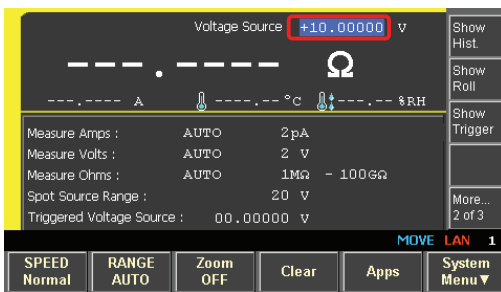 Voltage Source +10.00000 V
---.---- Ω
---.---- A ----.-- °C ---.-- %RH
Measure Amps : AUTO 2pA
Measure Volts : AUTO 2 V
Measure Ohms : AUTO 1MΩ - 100GΩ
Spot Source Range : 20 V
Triggered Voltage Source : 00.00000 V
Show Hist.
Show Roll
Show Trigger
More... 2 of 3
MOVE LAN 1
SPEED Normal
RANGE AUTO
Zoom OFF
Clear
Apps
System Menu▼